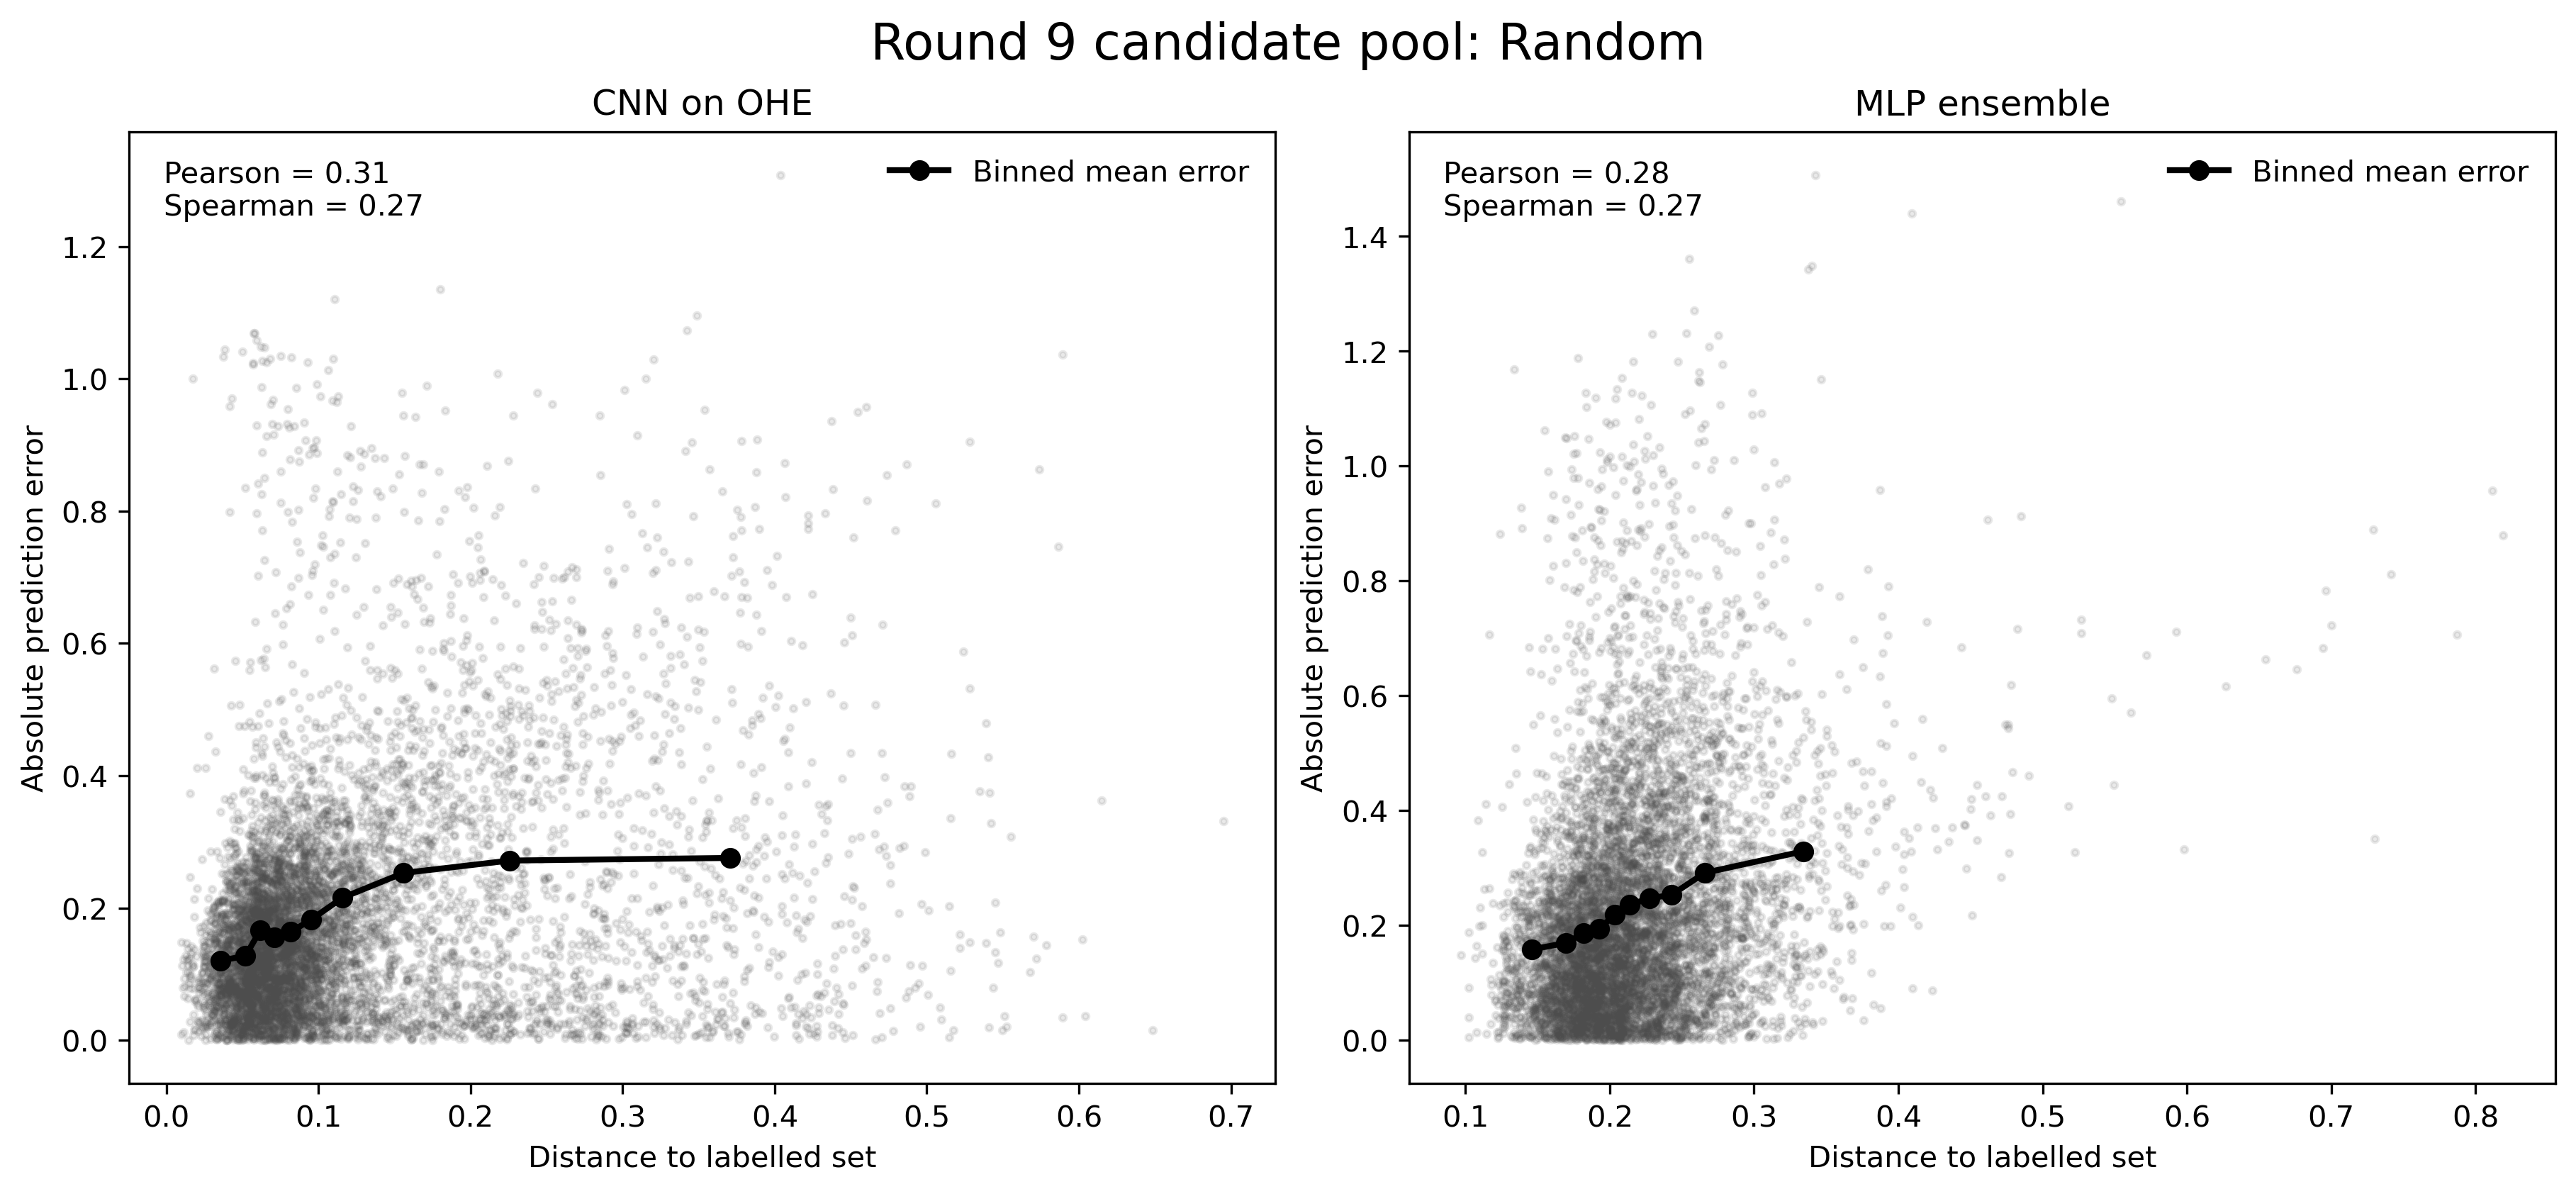 Round 9 candidate pool: Random
CNN on OHE
Pearson = 0.31
Spearman = 0.27
Binned mean error
Absolute prediction error
1.2
1.0
0.8
0.6
0.4
0.2
0.0
0.0 0.1 0.2 0.3 0.4 0.5 0.6 0.7
Distance to labelled set
MLP ensemble
Pearson = 0.28
Spearman = 0.27
Binned mean error
Absolute prediction error
1.4
1.2
1.0
0.8
0.6
0.4
0.2
0.0
0.1 0.2 0.3 0.4 0.5 0.6 0.7 0.8
Distance to labelled set